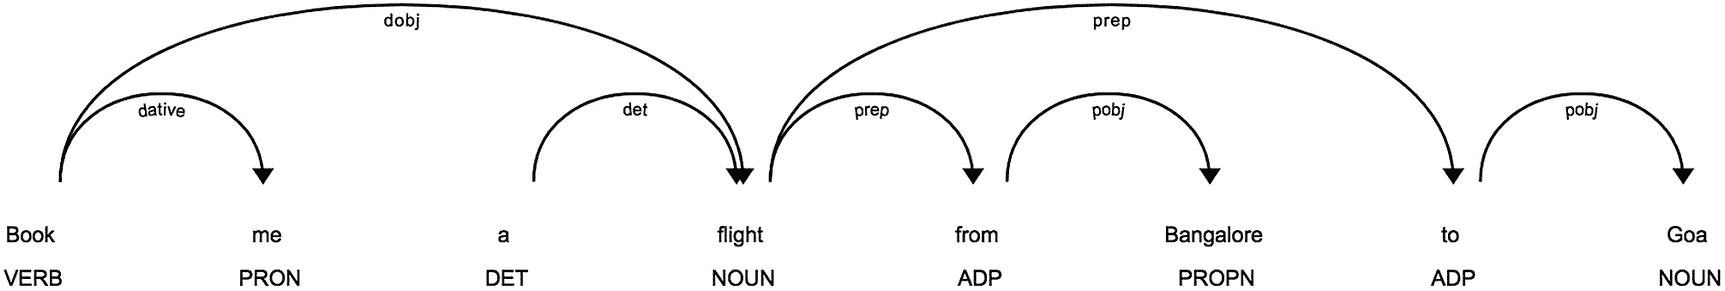 dobj prep
dative det prep pobj pobj
Book me a flight from Bangalore to Goa
VERB PRON DET NOUN ADP PROPN ADP NOUN